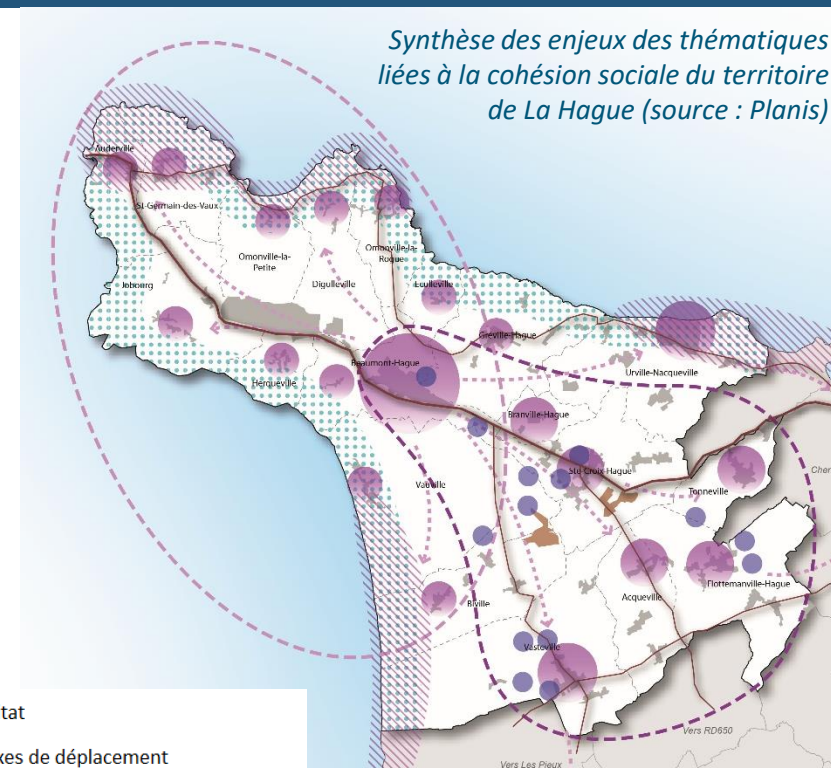 Synthèse des enjeux des thématiques
liées à la cohésion sociale du territoire
de La Hague (source : Planis)
Auderville
St-Germain-des-Vaux
Omonville-la-
Petite
Omonville-la-
Roque
Jobourg
Digulleville
Eculleville
Gréville-Hague
Beaumont-Hague
Urville-Nacqueville
Herqueville
Branville-Hague
Ste-Croix-Hague
Vauville
Tonneville
Cher
Flottemanville-Hague
Acqueville
Biville
Vasteville
Vers RD650
Vers Les Pieux
tat
xes de déplacement